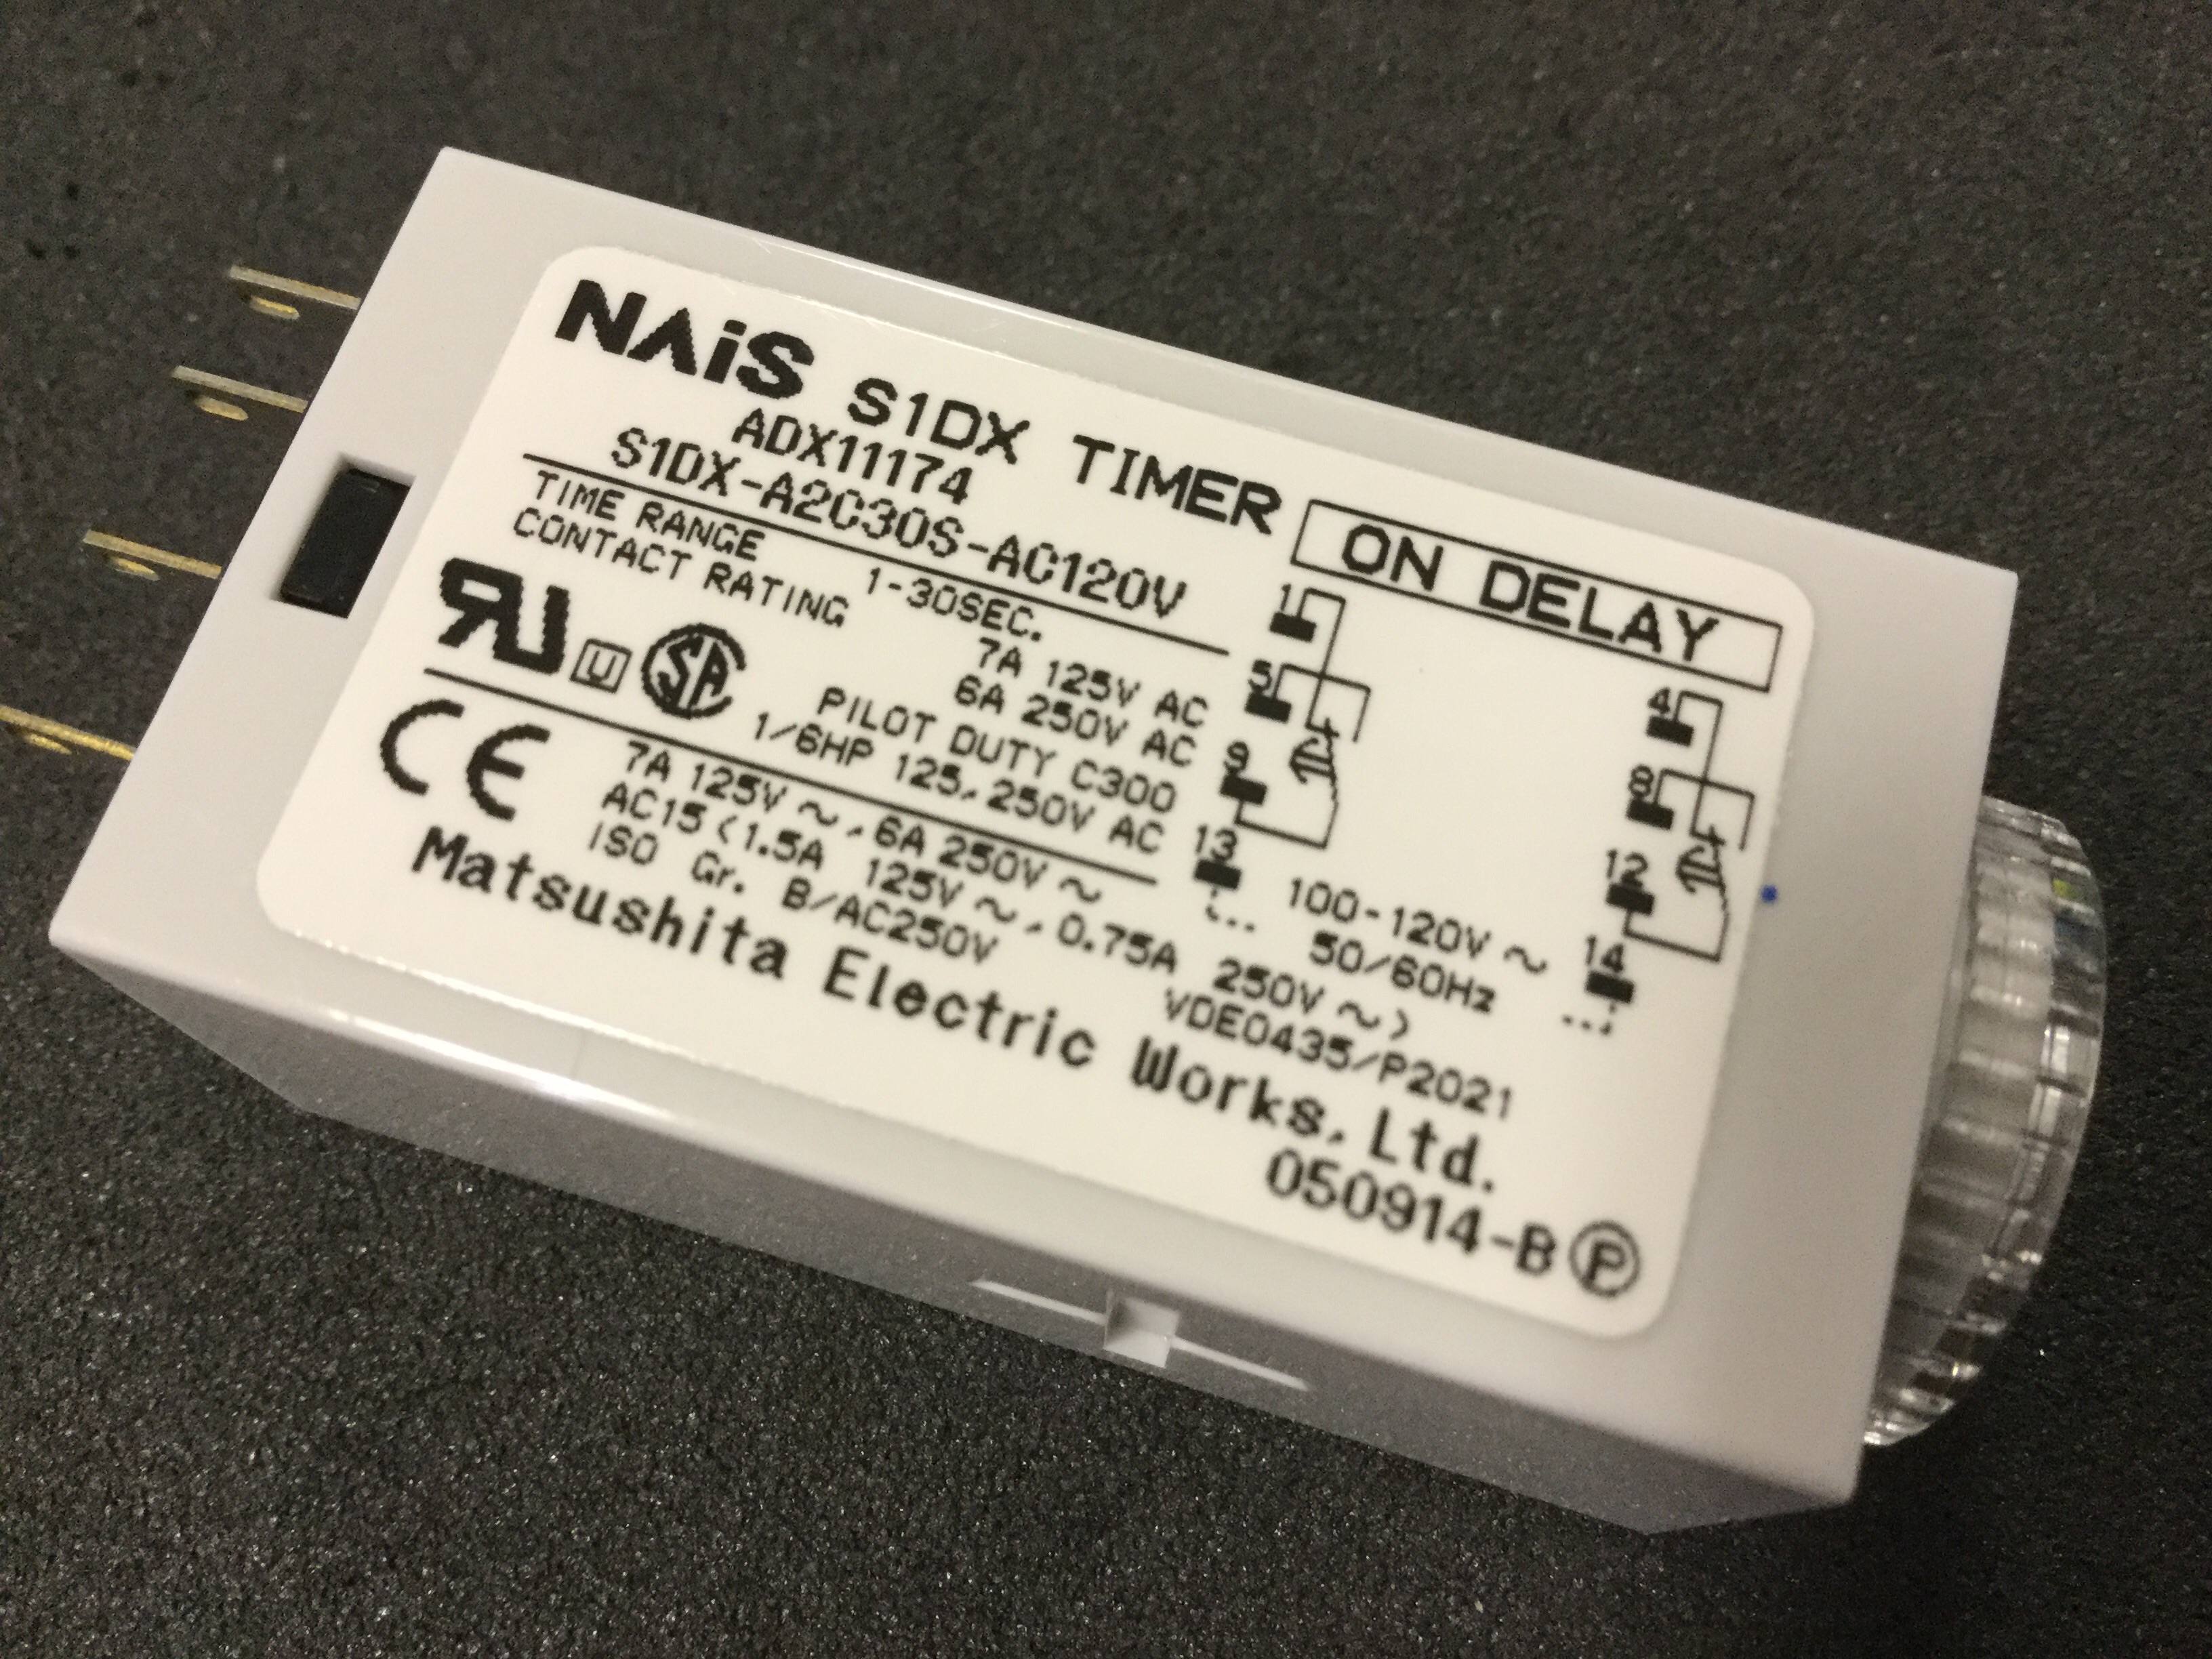 NAiS S1DX TIMER ON DELAY
ADX11174
S1DX-A2C30S-AC120V
TIME RANGE 1-30SEC.
CONTACT RATING
7A 125V AC
6A 250V AC
PILOT DUTY C300
1/6HP 125,250V AC
RU U SA
CE
7A 125V ~, 6A 250V ~
AC15 (1.5A 125V ~, 0.75A 250V ~)
ISO Gr. B/AC250V VDE0435/P2021
Matsushita Electric Works, Ltd.
050914-B P
1
5
9
13
100-120V ~
50/60Hz
4
8
12
14